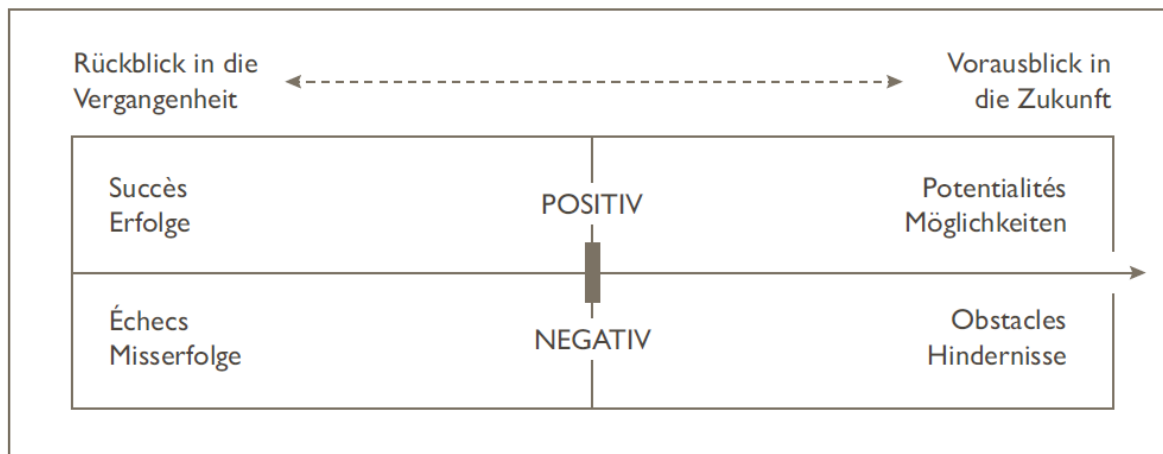 Rückblick in die
Vergangenheit
Vorausblick in
die Zukunft
Succès
Erfolge
POSITIV
Potentialités
Möglichkeiten
Échecs
Misserfolge
NEGATIV
Obstacles
Hindernisse